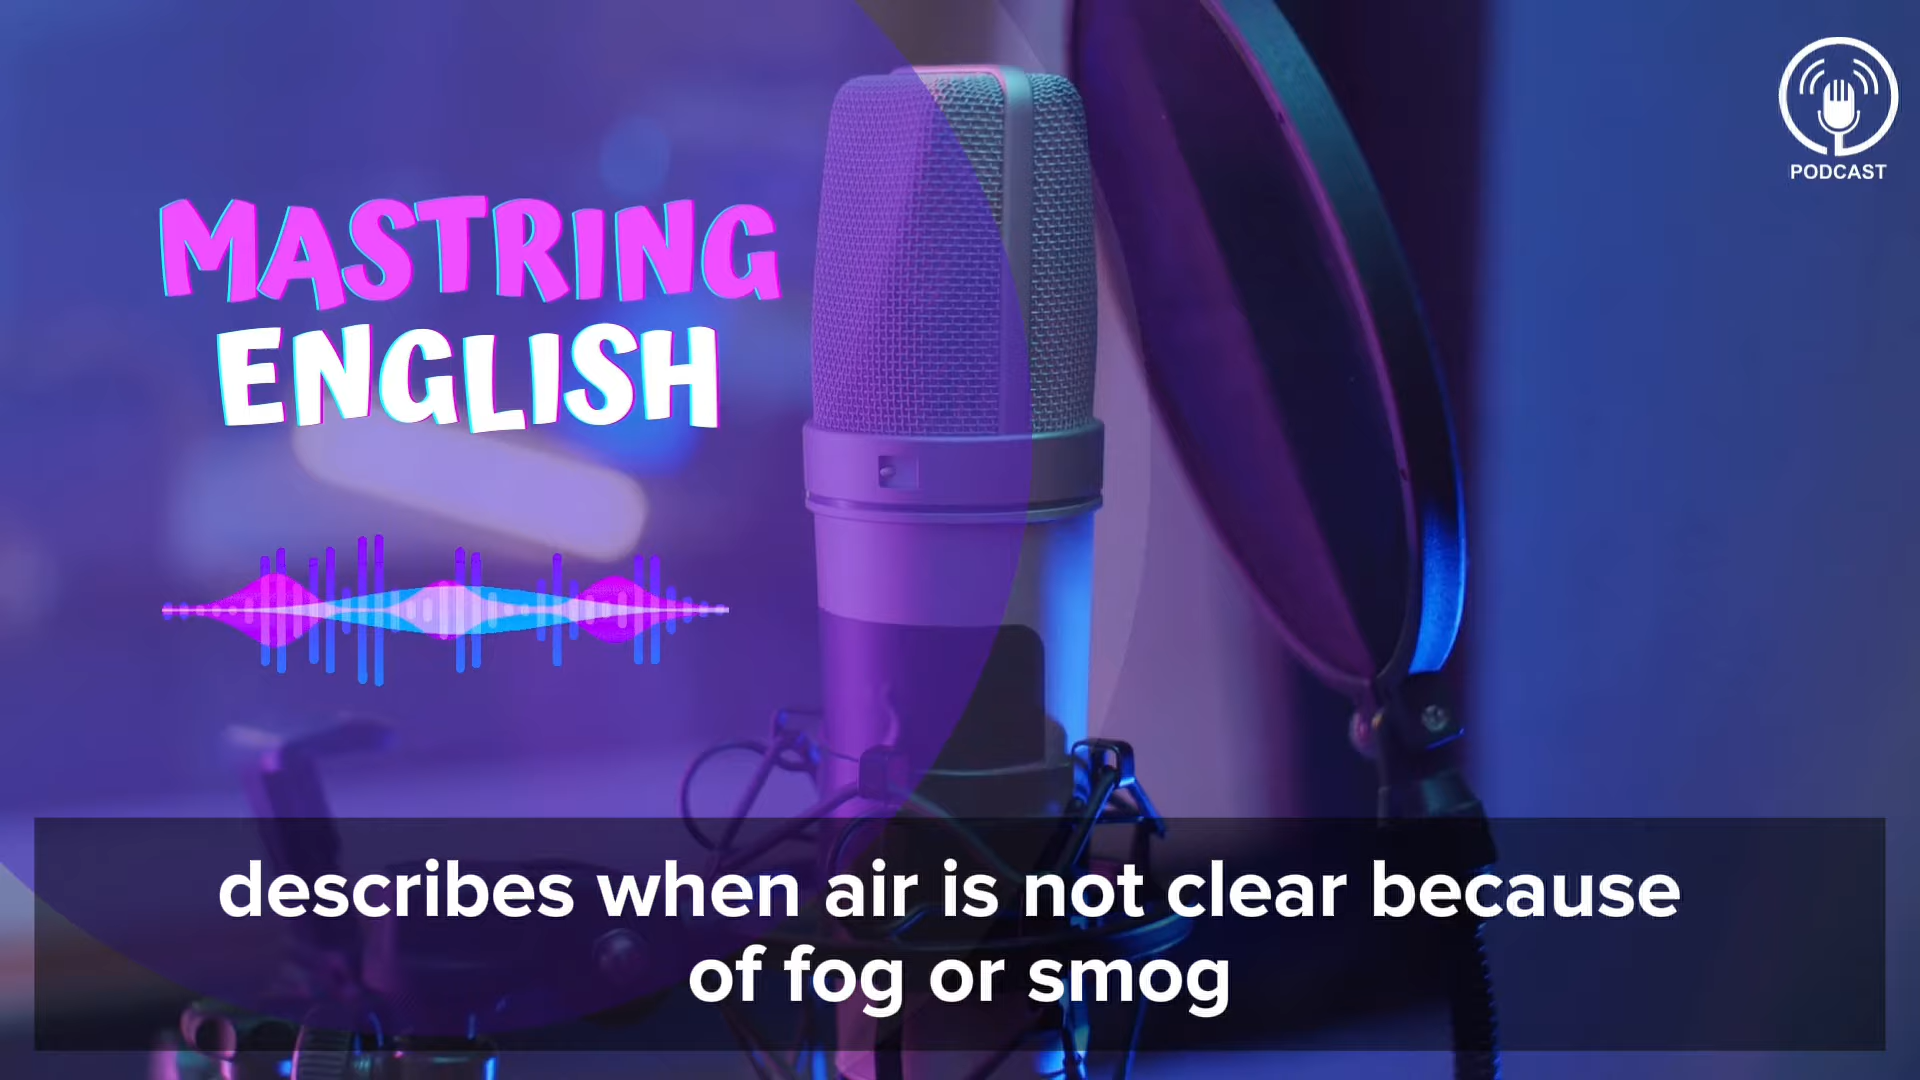 PODCAST
MASTRING
ENGLISH
describes when air is not clear because
of fog or smog